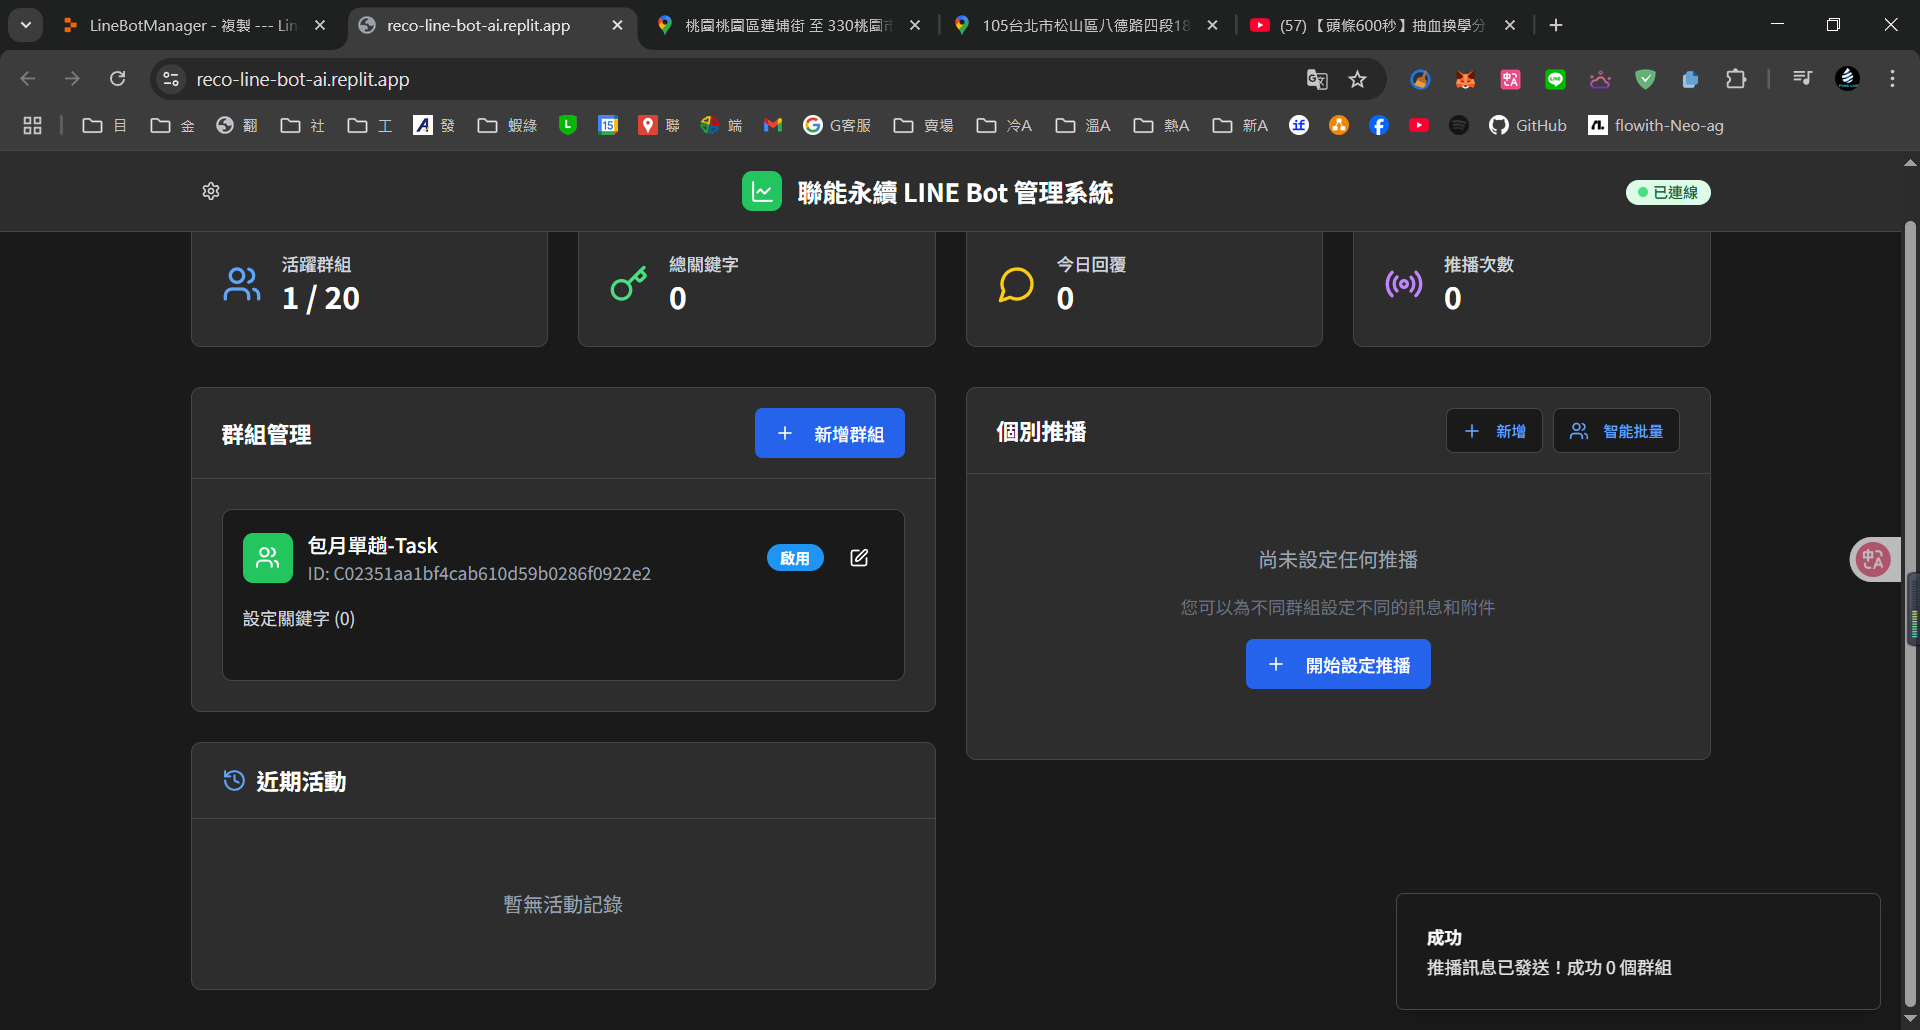 LineBotManager - 複製 --- Lin
reco-line-bot-ai.replit.app
桃園桃園區蓮埔街 至 330桃園市
105台北市松山區八德路四段18
(57) 【頭條600秒】抽血換學分
reco-line-bot-ai.replit.app
目
金
翻
社
工
發
蝦綠
L
15
聯
端
G客服
賣場
冷A
溫A
熱A
新A
GitHub
flowith-Neo-ag
聯能永續 LINE Bot 管理系統
已連線
活躍群組
1 / 20
總關鍵字
0
今日回覆
0
推播次數
0
群組管理
新增群組
包月單趟-Task
ID: C02351aa1bf4cab610d59b0286f0922e2
啟用
設定關鍵字 (0)
個別推播
新增
智能批量
尚未設定任何推播
您可以為不同群組設定不同的訊息和附件
開始設定推播
近期活動
暫無活動記錄
成功
推播訊息已發送！成功 0 個群組